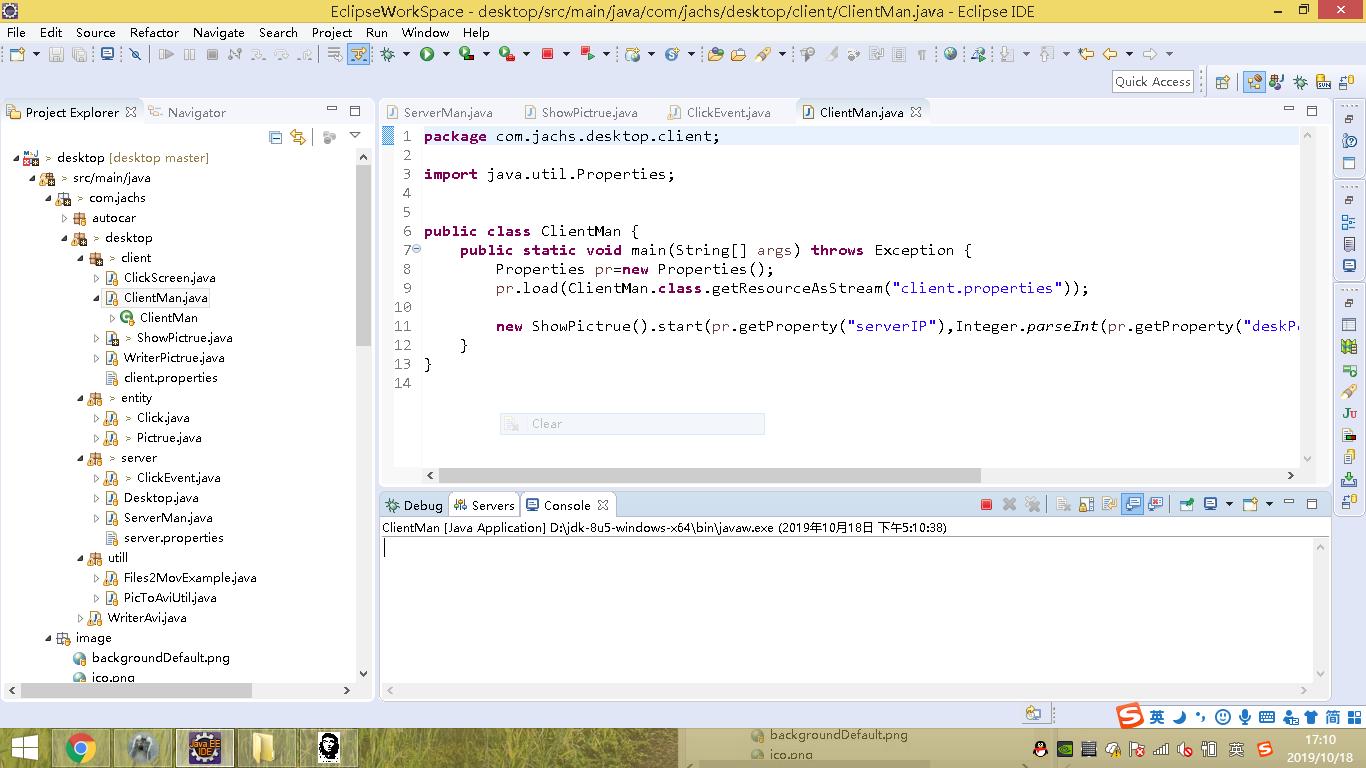 EclipseWorkSpace - desktop/src/main/java/com/jachs/desktop/client/ClientMan.java - Eclipse IDE
File Edit Source Refactor Navigate Search Project Run Window Help
Quick Access
Project Explorer Navigator
> desktop [desktop master]
> src/main/java
> com.jachs
autocar
> desktop
> client
ClickScreen.java
ClientMan.java
ClientMan
> ShowPictrue.java
WriterPictrue.java
client.properties
> entity
> Click.java
> Pictrue.java
> server
> ClickEvent.java
Desktop.java
ServerMan.java
server.properties
utill
Files2MovExample.java
PicToAviUtil.java
WriterAvi.java
image
backgroundDefault.png
ico.png
ServerMan.java ShowPictrue.java ClickEvent.java ClientMan.java
1 package com.jachs.desktop.client;
2
3 import java.util.Properties;
4
5
6 public class ClientMan {
7 public static void main(String[] args) throws Exception {
8 Properties pr=new Properties();
9 pr.load(ClientMan.class.getResourceAsStream("client.properties"));
10
11 new ShowPictrue().start(pr.getProperty("serverIP"),Integer.parseInt(pr.getProperty("deskP
12 }
13 }
14
Clear
Debug Servers Console
ClientMan [Java Application] D:\jdk-8u5-windows-x64\bin\javaw.exe (2019年10月18日 下午5:10:38)
Ju
S 英 简
Java EE IDE
backgroundDefault.png
ico.png
英 S
17:10
2019/10/18